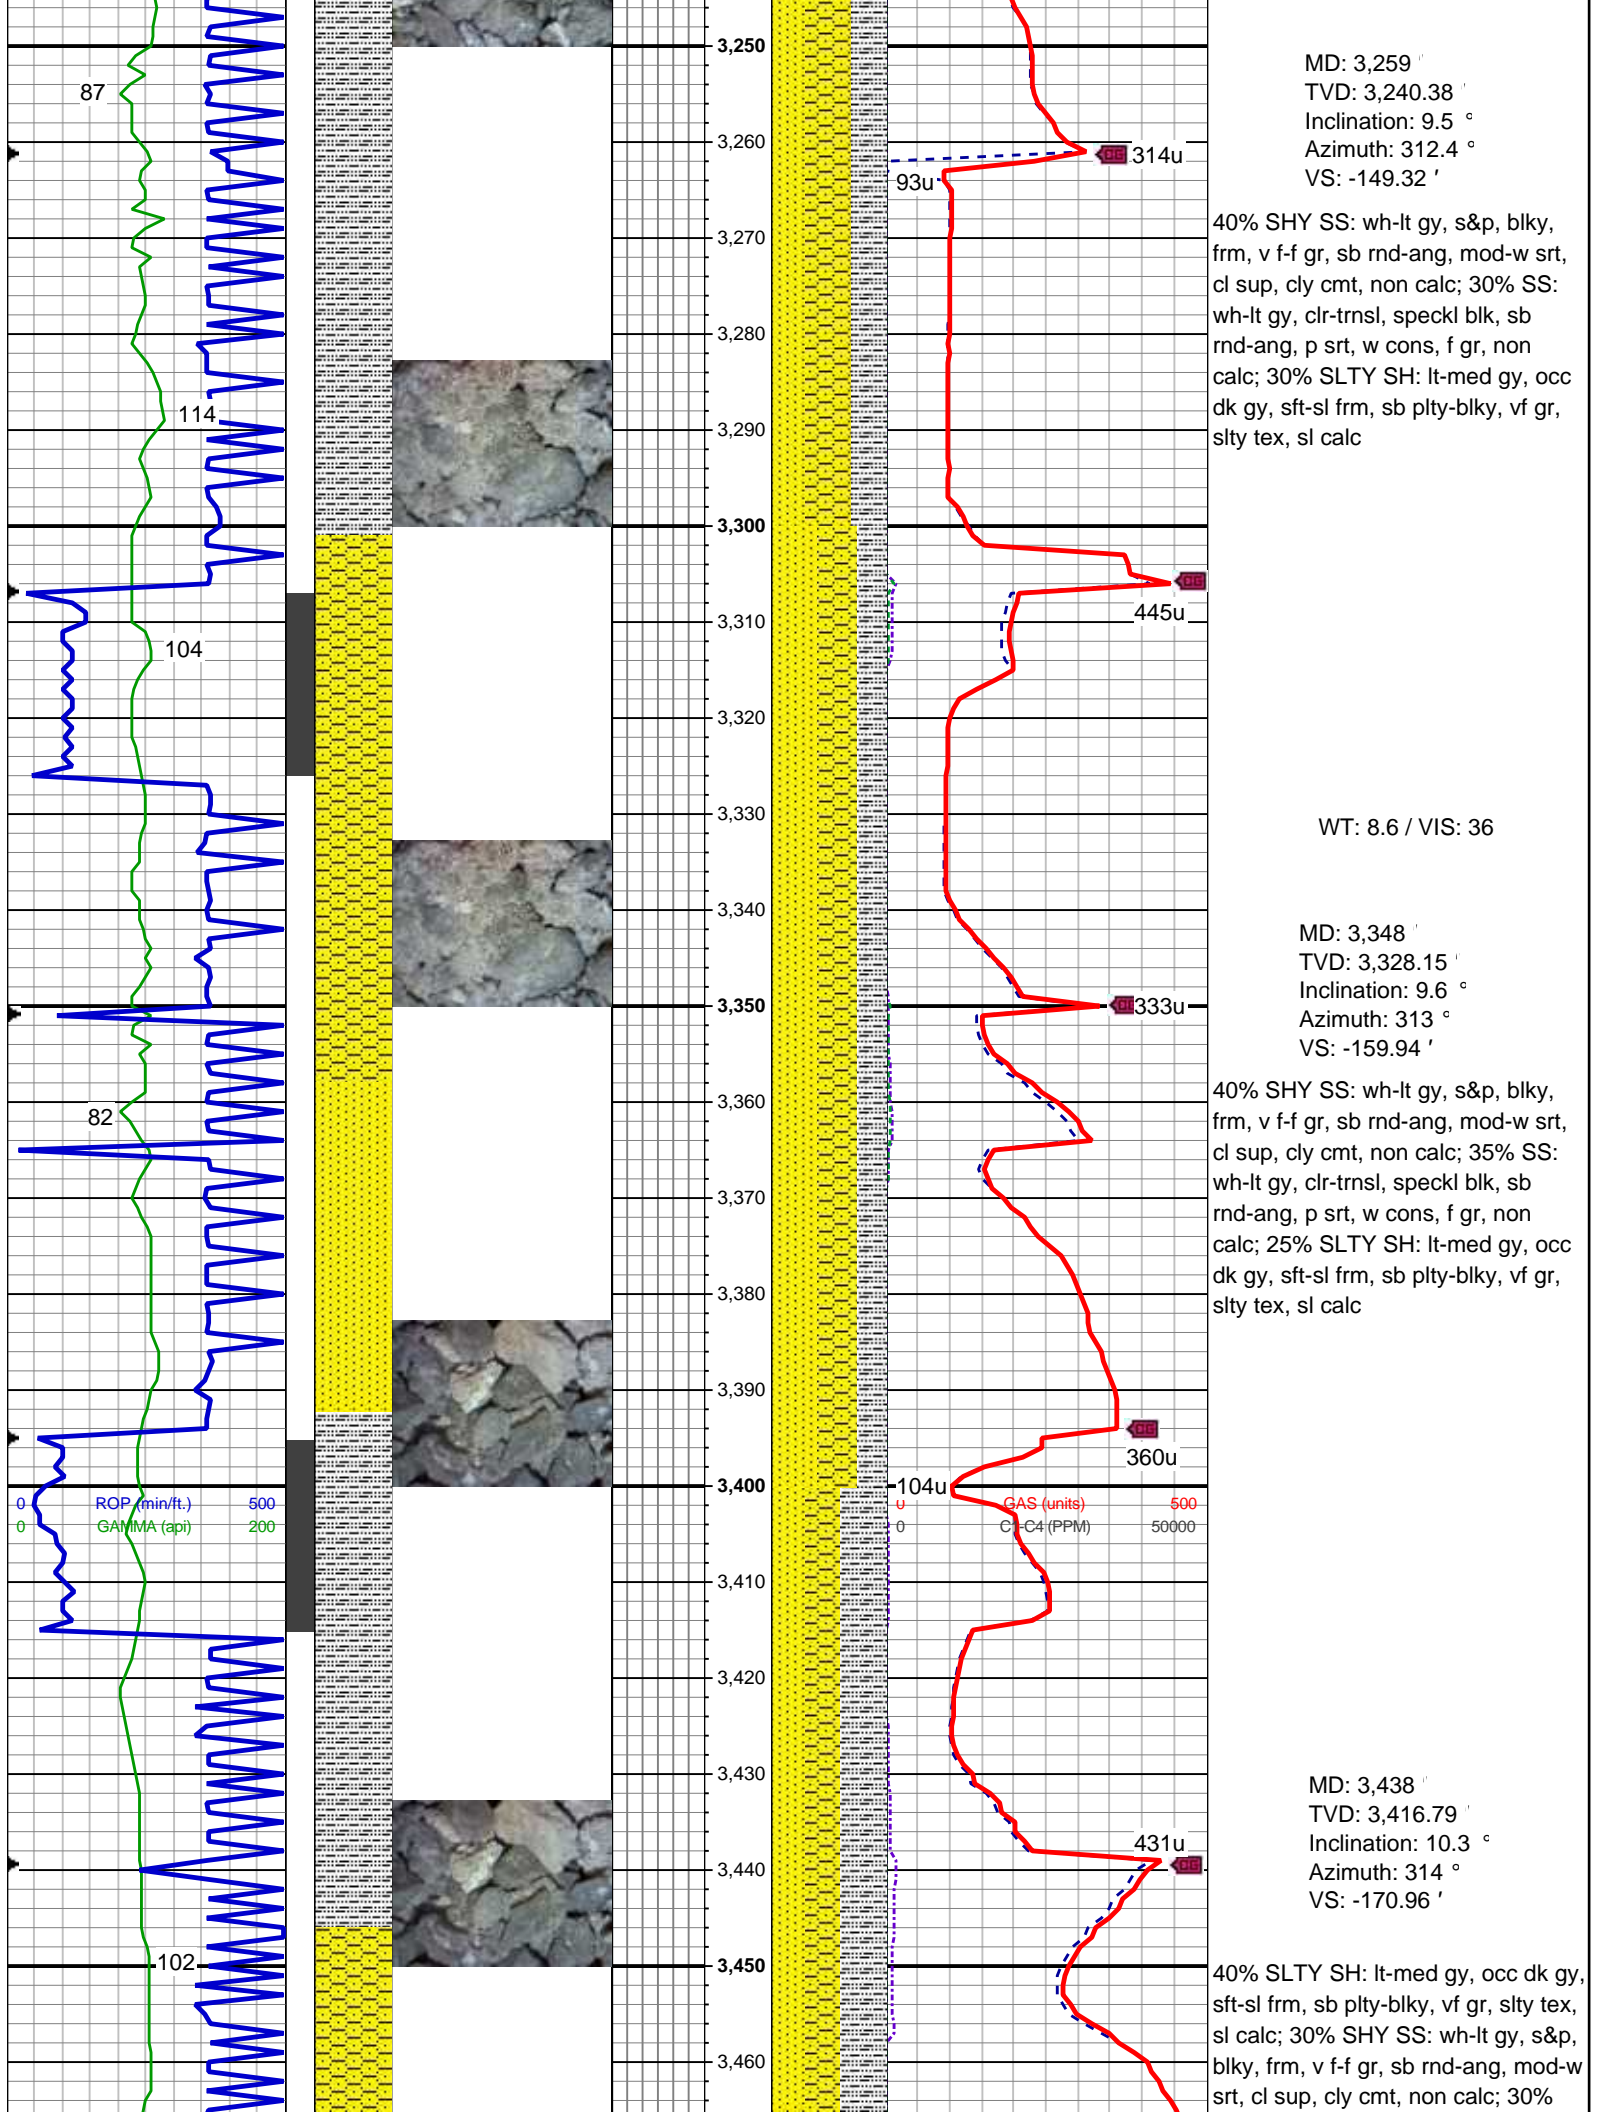 3,250
MD: 3,259 '
87
TVD: 3,240.38 '
Inclination: 9.5 °
3,260
Azimuth: 312.4 °
CG 314u
93u
VS: -149.32 '
40% SHY SS: wh-lt gy, s&p, blky,
3,270
frm, v f-f gr, sb rnd-ang, mod-w srt,
cl sup, cly cmt, non calc; 30% SS:
wh-lt gy, clr-trnsl, speckl blk, sb
3,280
rnd-ang, p srt, w cons, f gr, non
calc; 30% SLTY SH: lt-med gy, occ
114
dk gy, sft-sl frm, sb plty-blky, vf gr,
3,290
slty tex, sl calc
3,300
CG
445u
3,310
104
3,320
3,330
WT: 8.6 / VIS: 36
3,340
MD: 3,348 '
TVD: 3,328.15 '
Inclination: 9.6 °
3,350
CG 333u
Azimuth: 313 °
VS: -159.94 '
3,360
82
40% SHY SS: wh-lt gy, s&p, blky,
frm, v f-f gr, sb rnd-ang, mod-w srt,
cl sup, cly cmt, non calc; 35% SS:
3,370
wh-lt gy, clr-trnsl, speckl blk, sb
rnd-ang, p srt, w cons, f gr, non
calc; 25% SLTY SH: lt-med gy, occ
3,380
dk gy, sft-sl frm, sb plty-blky, vf gr,
slty tex, sl calc
3,390
CG
360u
3,400
104u
0 ROP (min/ft.) 500
0 GAS (units) 500
0 GAMMA (api) 200
0 C1-C4 (PPM) 50000
3,410
3,420
3,430
MD: 3,438 '
TVD: 3,416.79 '
431u
Inclination: 10.3 °
3,440
CG
Azimuth: 314 °
VS: -170.96 '
102
3,450
40% SLTY SH: lt-med gy, occ dk gy,
sft-sl frm, sb plty-blky, vf gr, slty tex,
sl calc; 30% SHY SS: wh-lt gy, s&p,
3,460
blky, frm, v f-f gr, sb rnd-ang, mod-w
srt, cl sup, cly cmt, non calc; 30%